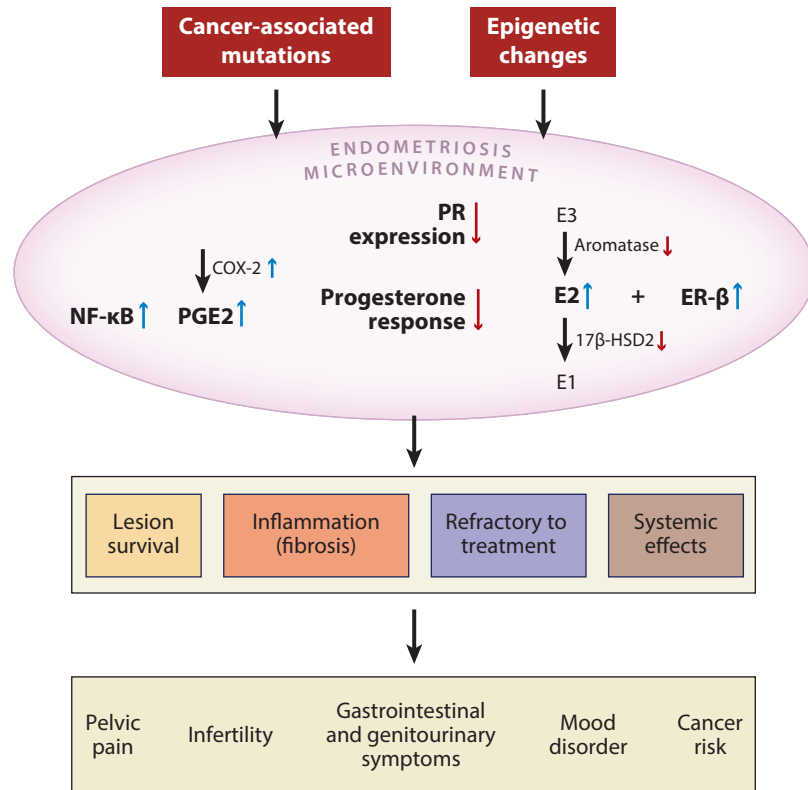 Cancer-associated
mutations
Epigenetic
changes
ENDOMETRIOSIS
MICROENVIRONMENT
COX-2 ↑
NF-κB ↑ PGE2 ↑
PR
expression ↓
Progesterone
response ↓
E3
Aromatase ↓
E2 ↑ + ER-β ↑
17β-HSD2 ↓
E1
Lesion
survival
Inflammation
(fibrosis)
Refractory to
treatment
Systemic
effects
Pelvic
pain
Infertility
Gastrointestinal
and genitourinary
symptoms
Mood
disorder
Cancer
risk